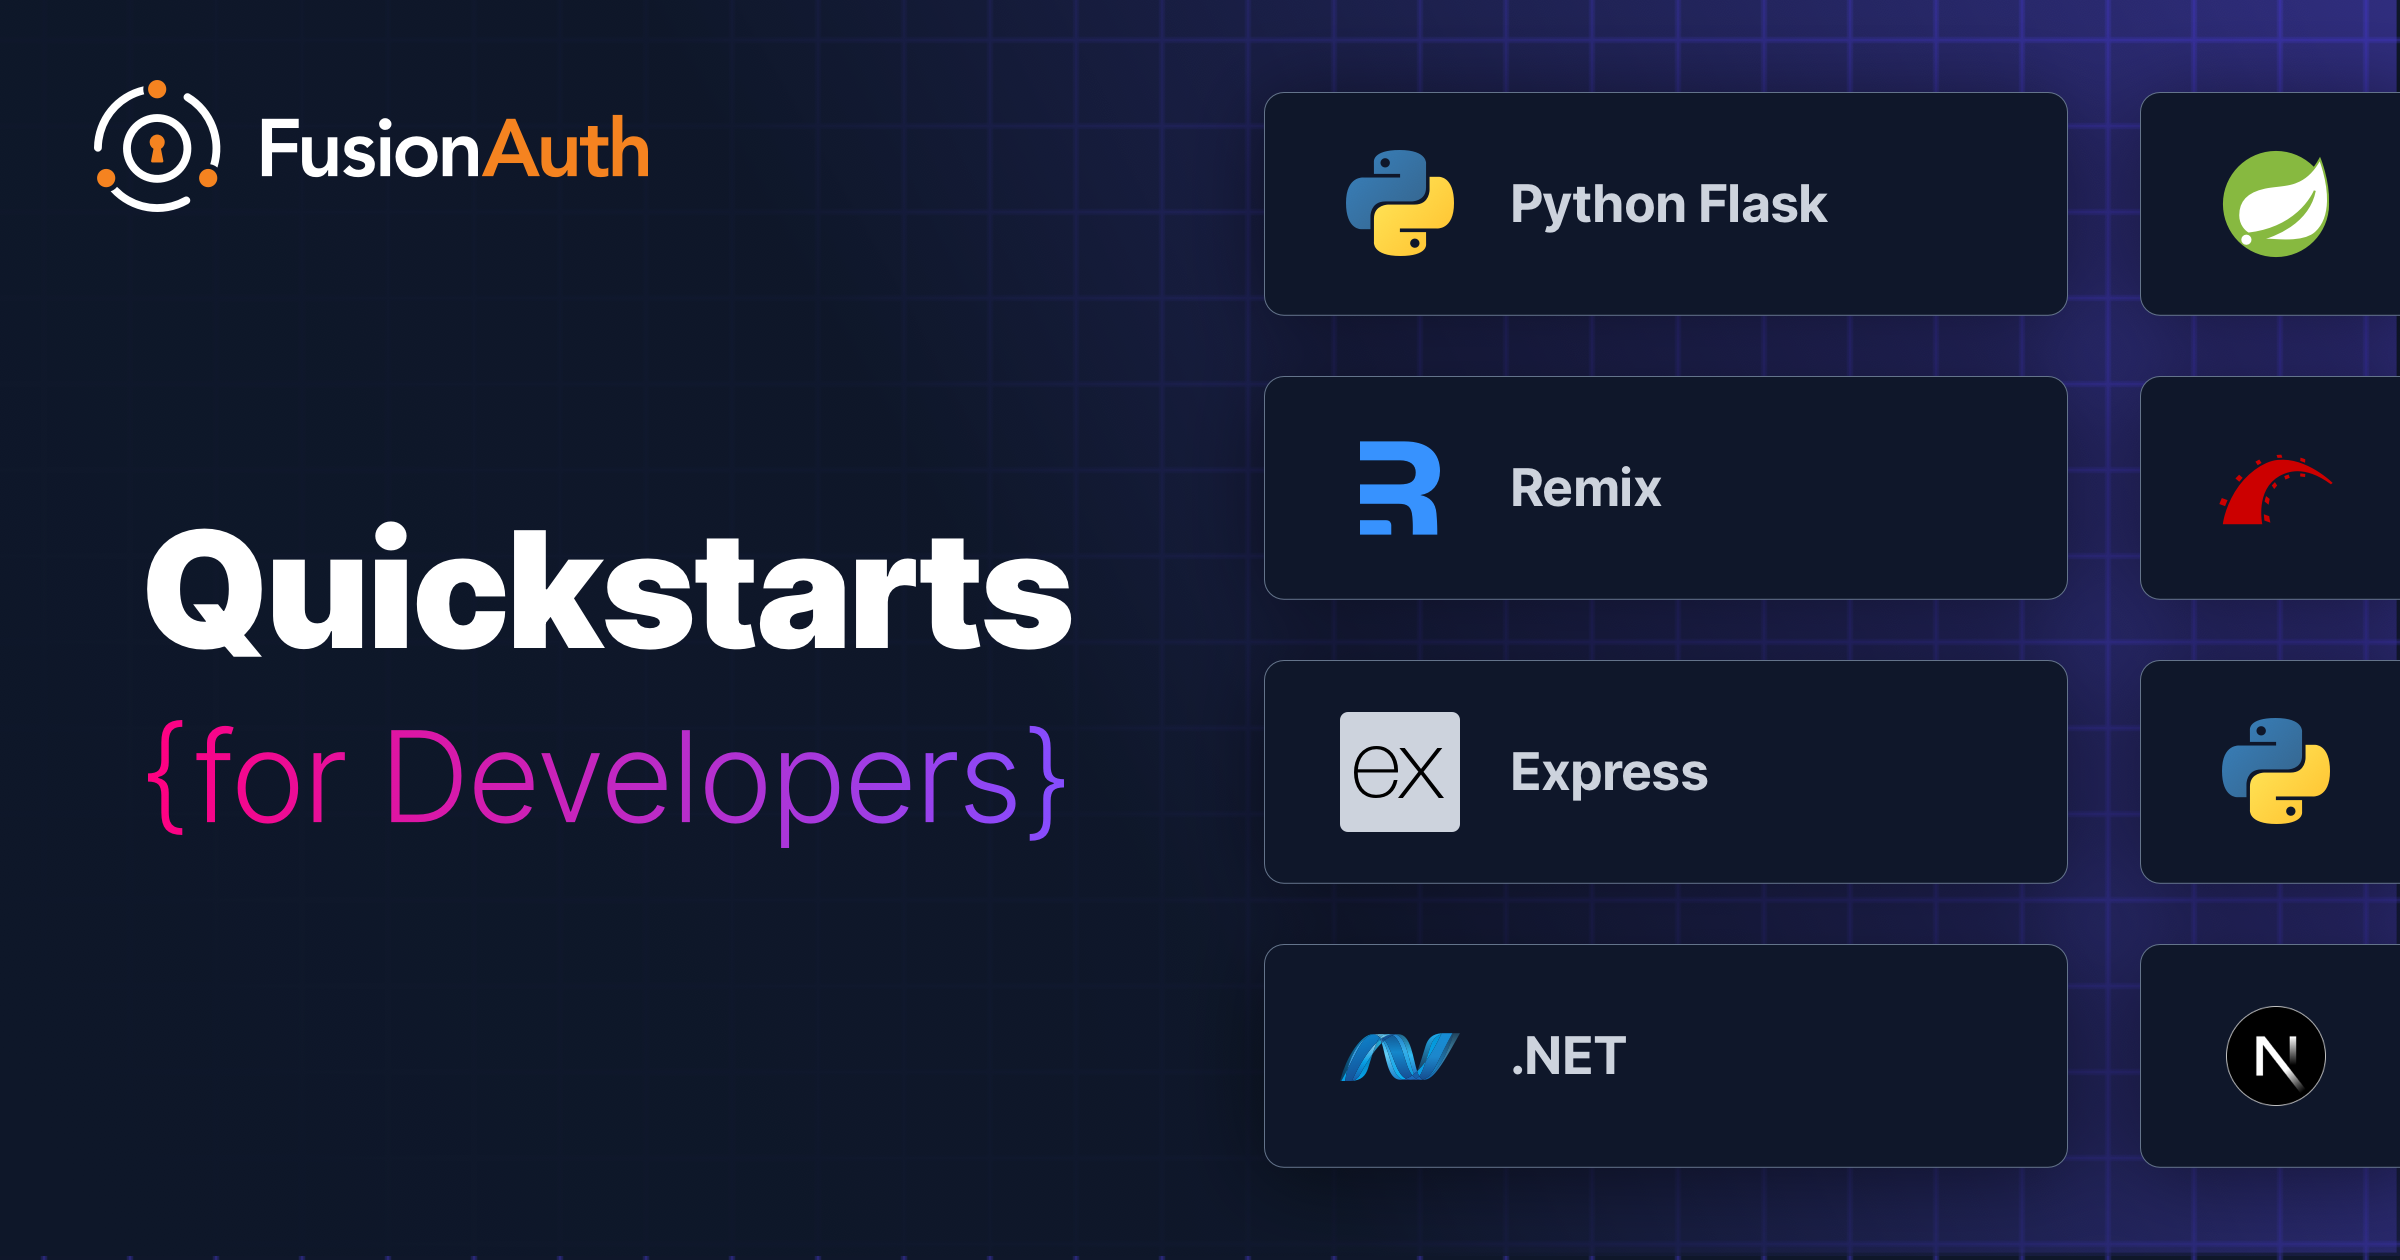 FusionAuth
Quickstarts
{for Developers}
Python Flask
Remix
ex
Express
.NET
N